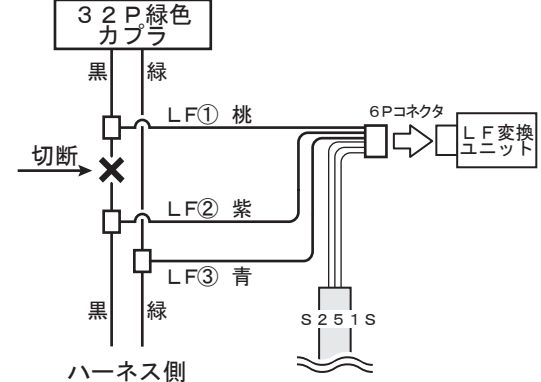 ３２Ｐ緑色
カプラ
黒
緑
ＬＦ① 桃
６Ｐコネクタ
ＬＦ変換
ユニット
切断
ＬＦ② 紫
ＬＦ③ 青
黒
緑
Ｓ２５１Ｓ
ハーネス側